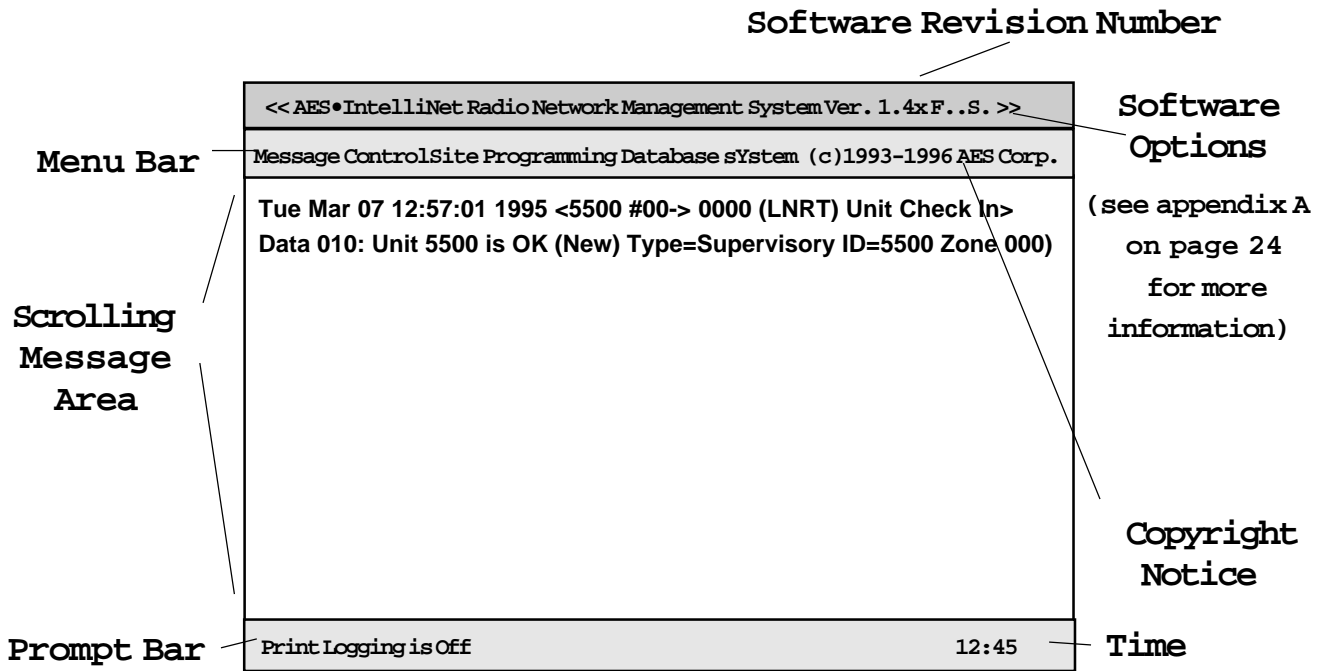 Software Revision Number
<< AES•IntelliNet Radio Network Management System Ver. 1.4x F..S. >>
Software
Options
Menu Bar
Message Control Site Programming Database sYstem (c)1993-1996 AES Corp.
Tue Mar 07 12:57:01 1995 <5500 #00-> 0000 (LNRT) Unit Check In>
Data 010: Unit 5500 is OK (New) Type=Supervisory ID=5500 Zone 000)
(see appendix A
on page 24
for more
information)
Scrolling
Message
Area
Copyright
Notice
Prompt Bar
Print Logging is Off
12:45
Time